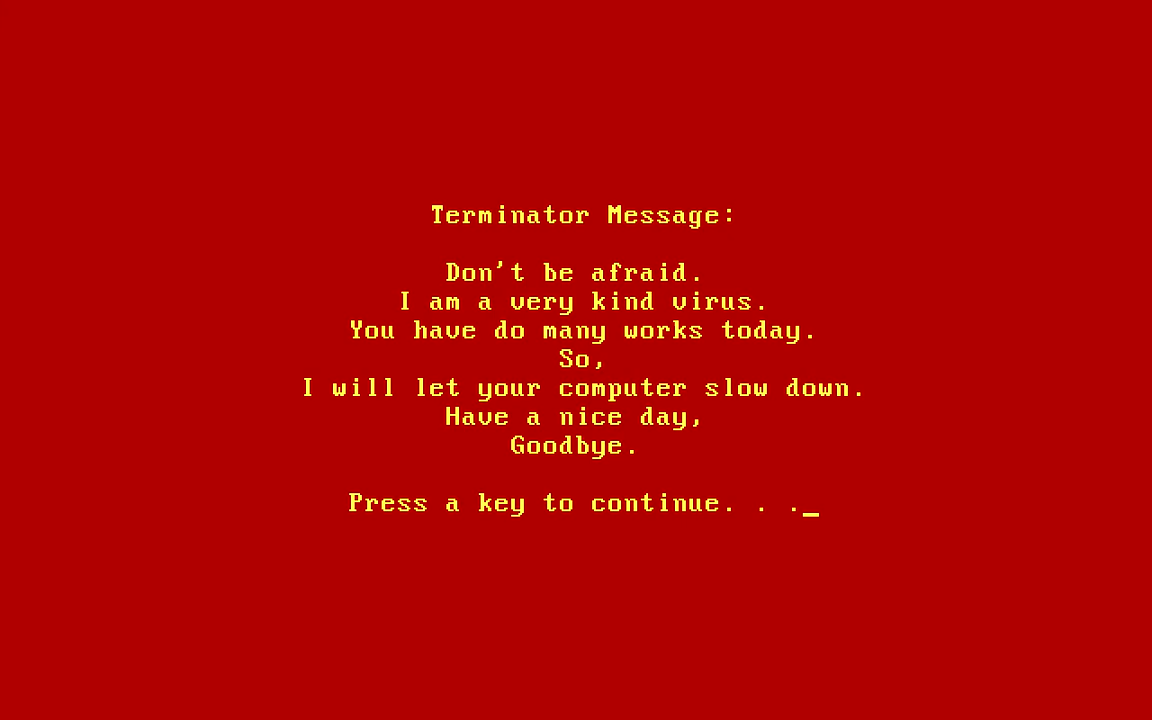 Terminator Message:
Don't be afraid.
I am a very kind virus.
You have do many works today.
So,
I will let your computer slow down.
Have a nice day,
Goodbye.
Press a key to continue. . ._